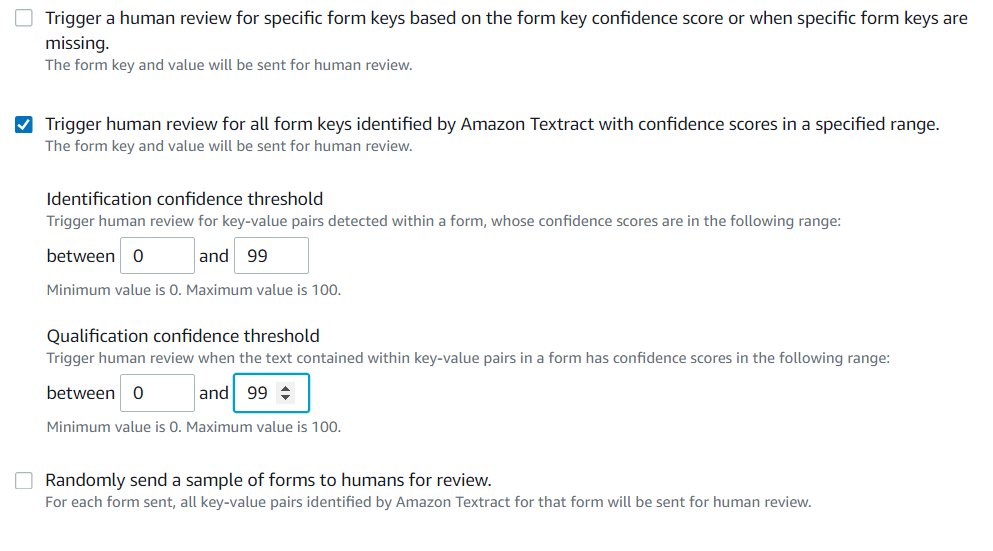 Trigger a human review for specific form keys based on the form key confidence score or when specific form keys are
missing.
The form key and value will be sent for human review.
Trigger human review for all form keys identified by Amazon Textract with confidence scores in a specified range.
The form key and value will be sent for human review.
Identification confidence threshold
Trigger human review for key-value pairs detected within a form, whose confidence scores are in the following range:
between 0 and 99
Minimum value is 0. Maximum value is 100.
Qualification confidence threshold
Trigger human review when the text contained within key-value pairs in a form has confidence scores in the following range:
between 0 and 99
Minimum value is 0. Maximum value is 100.
Randomly send a sample of forms to humans for review.
For each form sent, all key-value pairs identified by Amazon Textract for that form will be sent for human review.